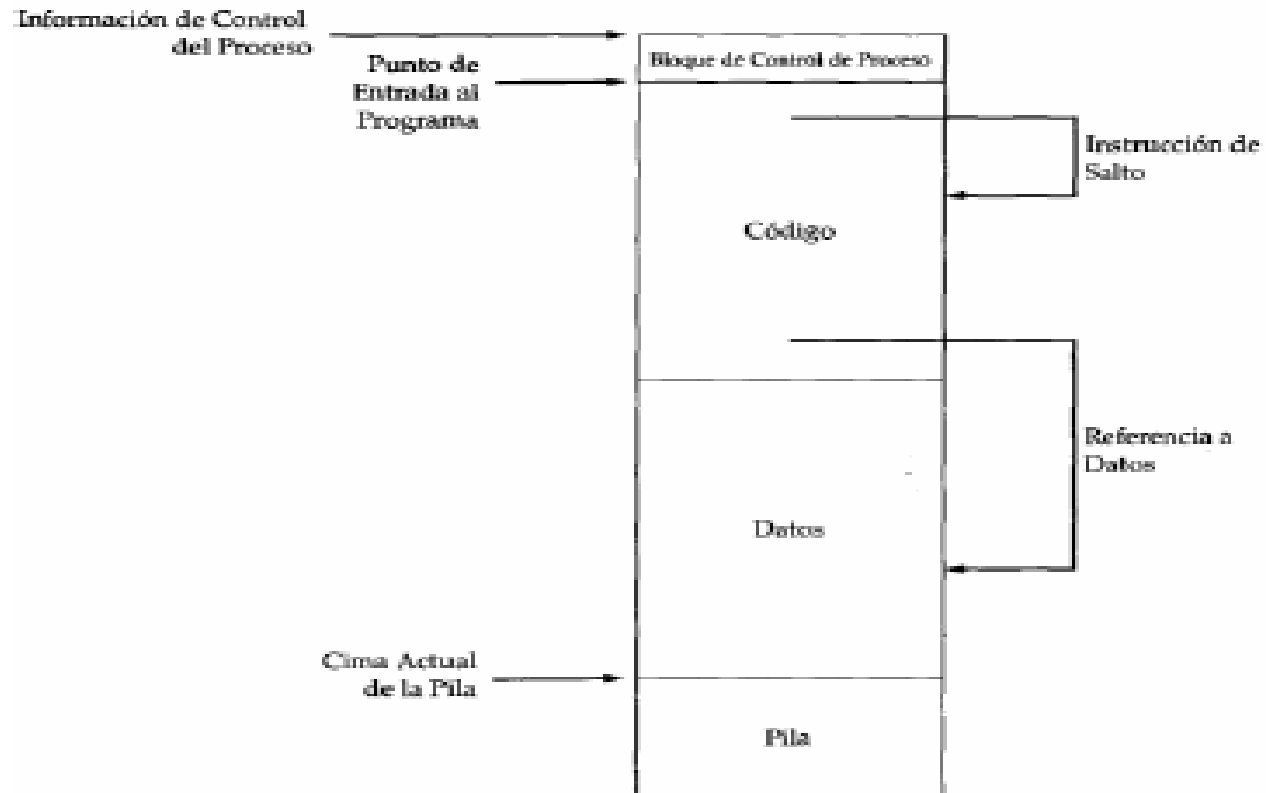 Información de Control
del Proceso
Bloque de Control de Proceso
Punto de
Entrada al
Programa
Instrucción de
Salto
Código
Referencia a
Datos
Datos
Cima Actual
de la Pila
Pila